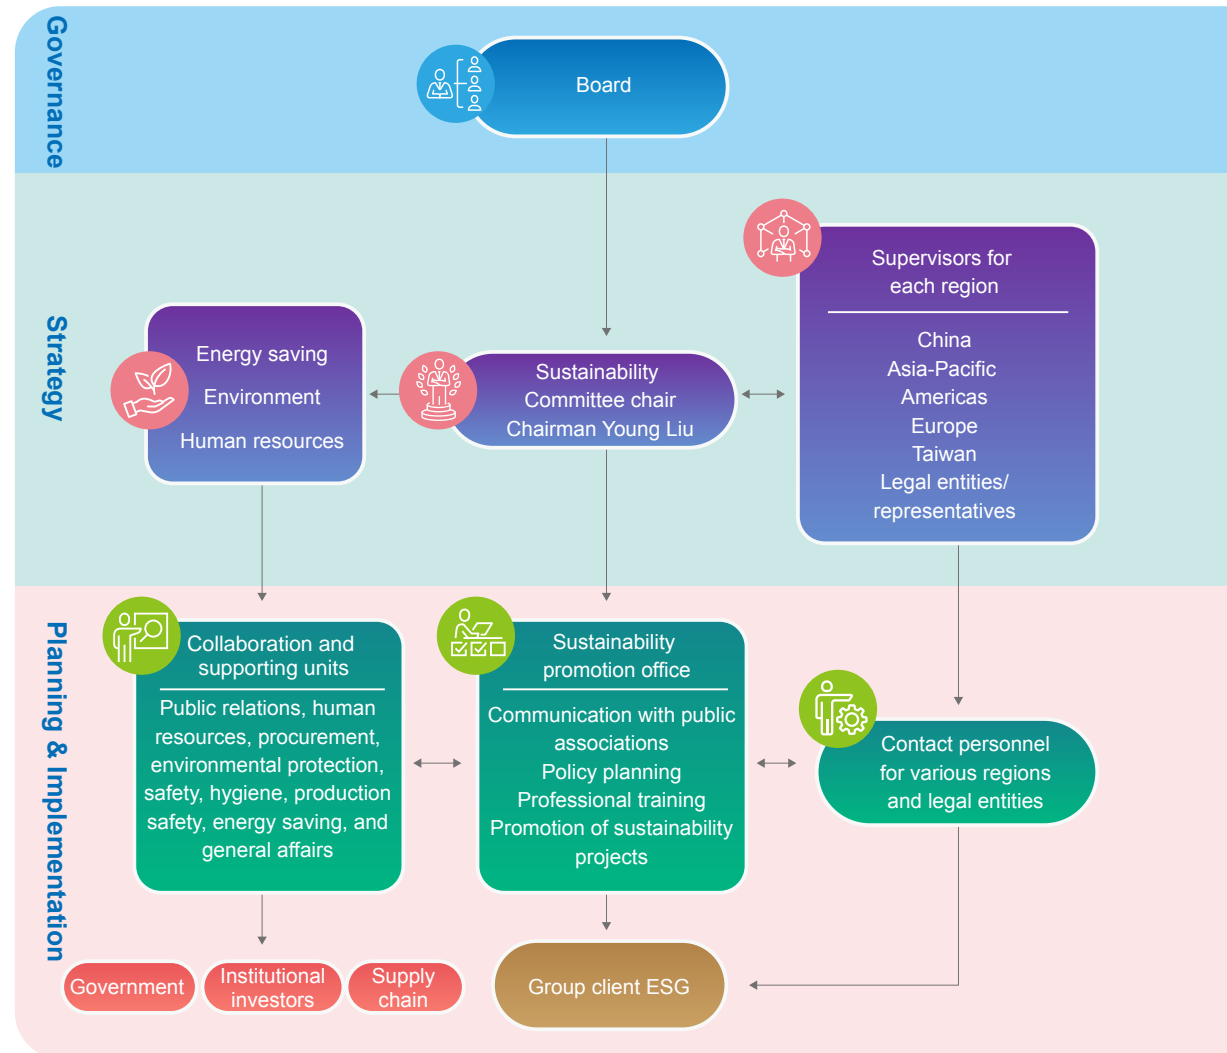 Governance
Board
Strategy
Energy saving
Environment
Human resources
Sustainability
Committee chair
Chairman Young Liu
Supervisors for
each region
China
Asia-Pacific
Americas
Europe
Taiwan
Legal entities/
representatives
Planning & Implementation
Collaboration and
supporting units
Public relations, human
resources, procurement,
environmental protection,
safety, hygiene, production
safety, energy saving, and
general affairs
Sustainability
promotion office
Communication with public
associations
Policy planning
Professional training
Promotion of sustainability
projects
Contact personnel
for various regions
and legal entities
Government
Institutional
investors
Supply
chain
Group client ESG